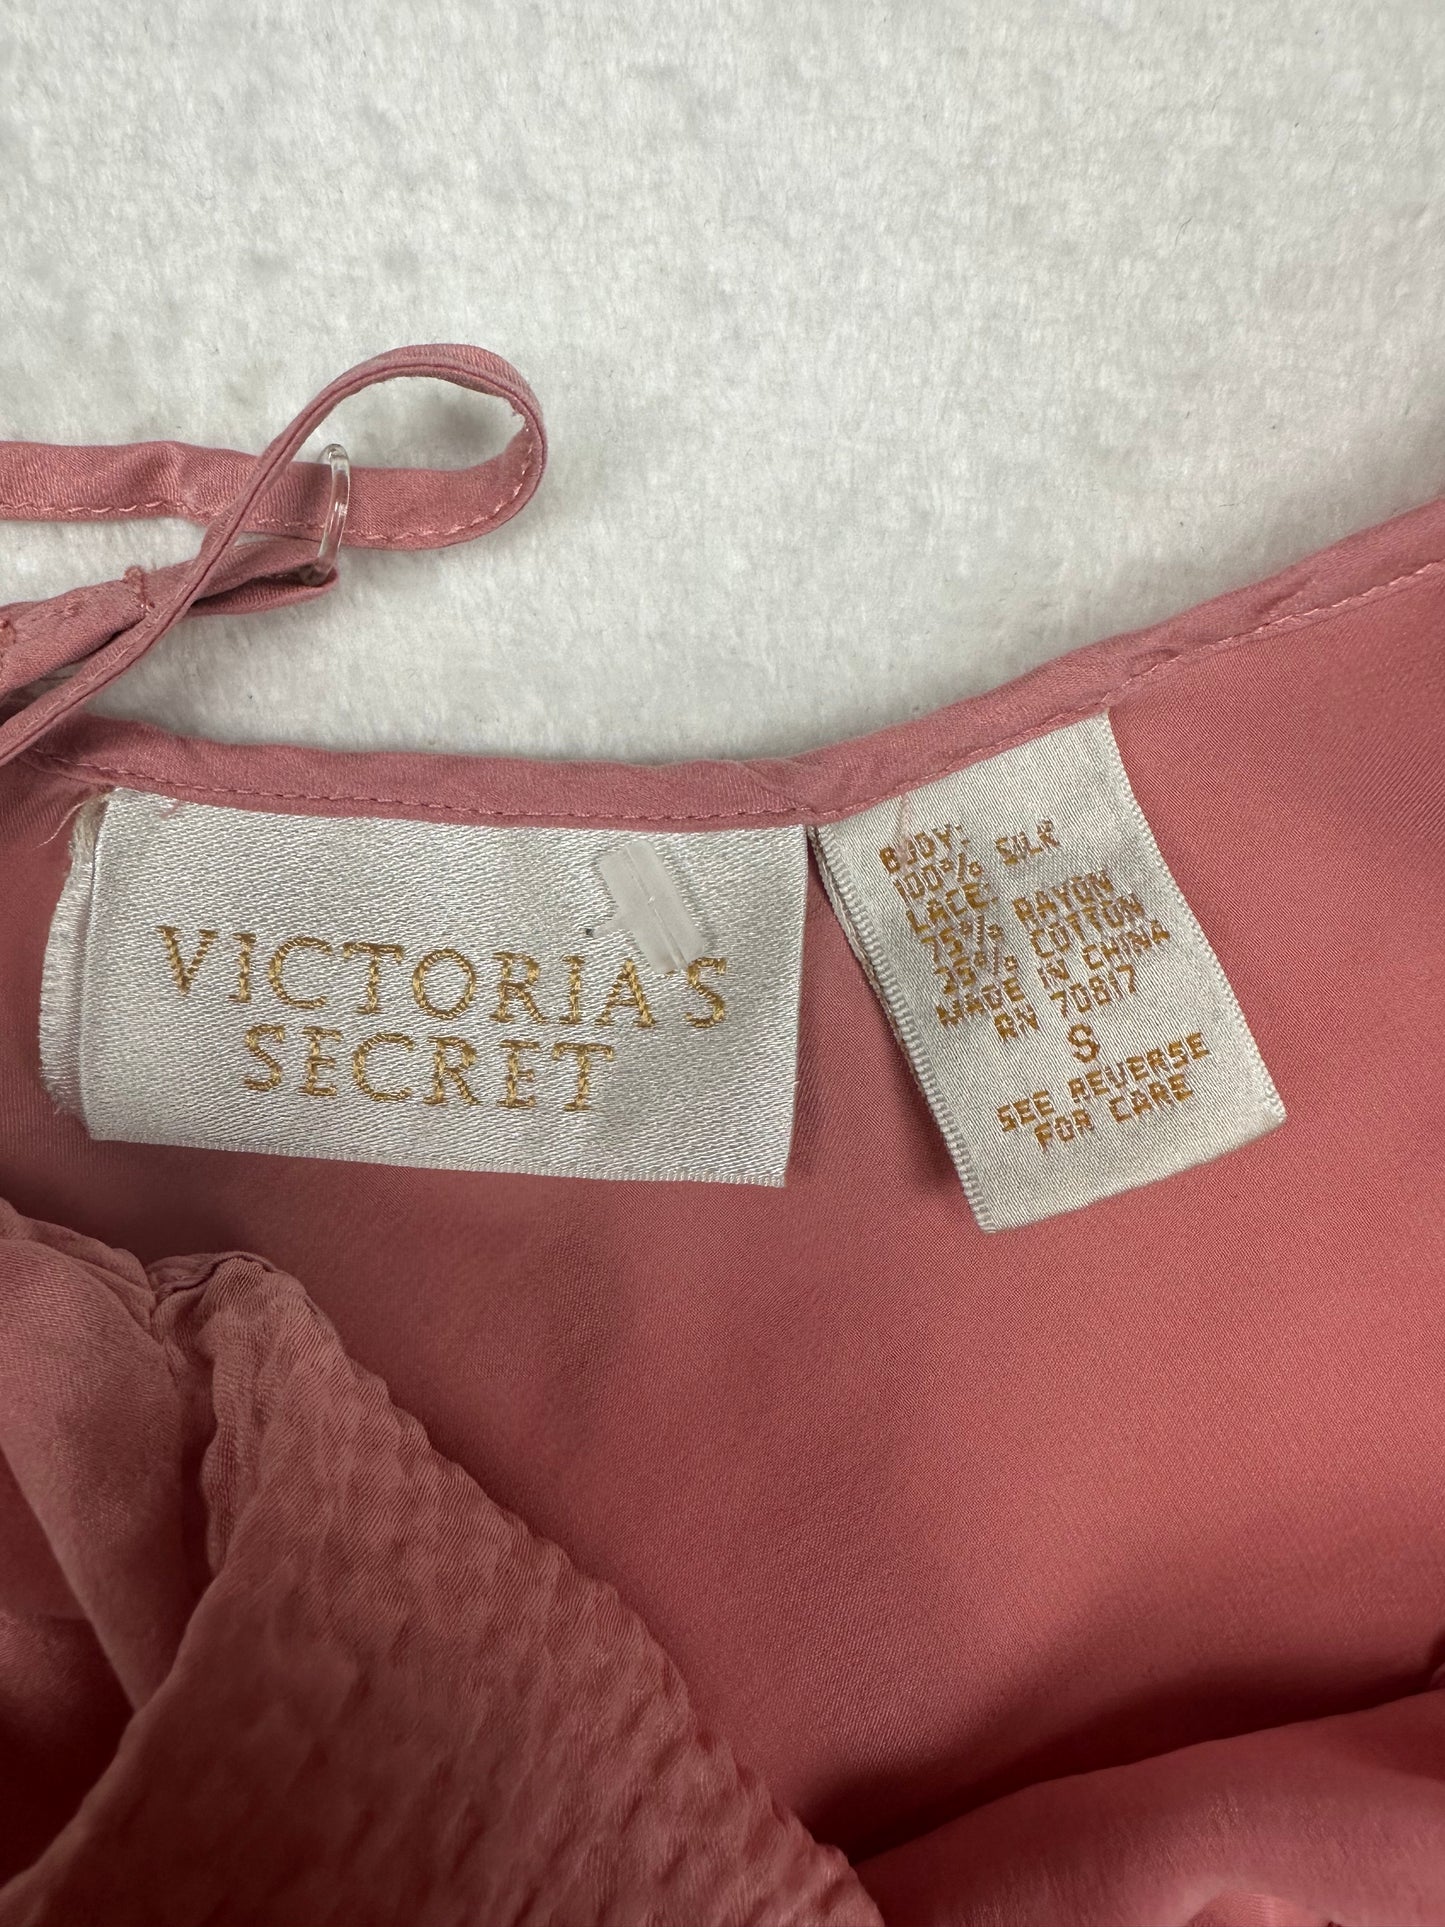 VICTORIA'S
SECRET
BODY:
100% SILK
LACE:
75% RAYON
25% COTTON
MADE IN CHINA
RN 70817
S
SEE REVERSE
FOR CARE